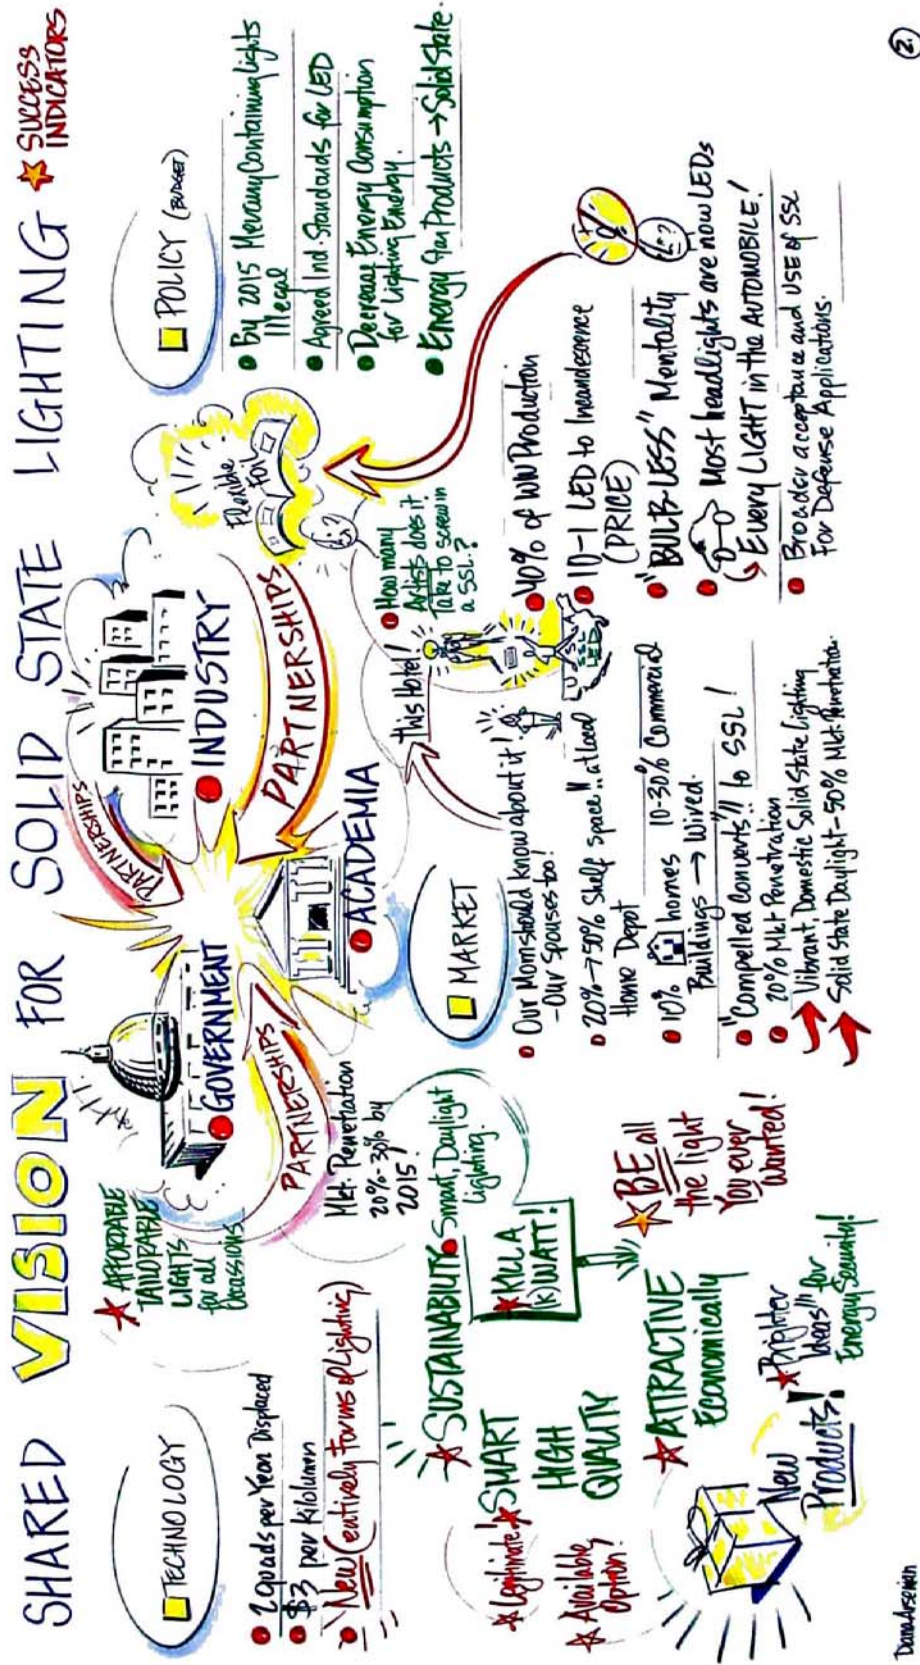 SHARED VISION FOR SOLID STATE LIGHTING
★ SUCCESS
INDICATORS
TECHNOLOGY
2 Quads per Year Displaced
$3 per Kilolumen
New Creatively Forms of Lighting
★ AFFORDABLE
TAILORABLE
LIGHTS
for all
Occasions
GOVERNMENT
INDUSTRY
ACADEMIA
PARTNERSHIPS
PARTNERSHIPS
PARTNERSHIPS
Flexible
Foil
POLICY (BUDGET)
By 2015 Mercury Containing Lights
Illegal
Agreed Ind. Standards for LED
Decrease Energy Consumption
for Lighting Energy.
Energy Star Products → Solid State.
Mkt. Penetration
20%-30% by
2015!
★ SUSTAINABILITY
Smart, Daylight
Lighting.
★ KILLA
(K)WATT!
★ SMART
HIGH
QUALITY
★ Legitimate!
★ Available
Option!
★ ATTRACTIVE
Economically
★ BE all
the light
You ever
Wanted!
New
Products!
★ Brighter
Ideas!! for
Energy Security!
MARKET
Our Mom should know about it!
- Our Spouses too!
20%-750% Shelf space!! at local
Home Depot
10% homes 10-30% Commercial
Buildings → Wired.
"Compelled Converts"!! to SSL!
20% Mkt Penetration
Vibrant, Domestic Solid State Lighting
Solid State Daylight - 50% Mkt. Penetration.
This Hotel!
How many
Artists does it
Take to screw in
a SSL?
U.S.
SSL
LED
40% of WW Production
10-1 LED to Incandescence
(PRICE)
"BULB-LESS" Mentality
Most headlights are now LEDs
Every LIGHT in the AUTOMOBILE!
Broader acceptance and USE of SSL
for Defense Applications.
Dana Arseman
2.